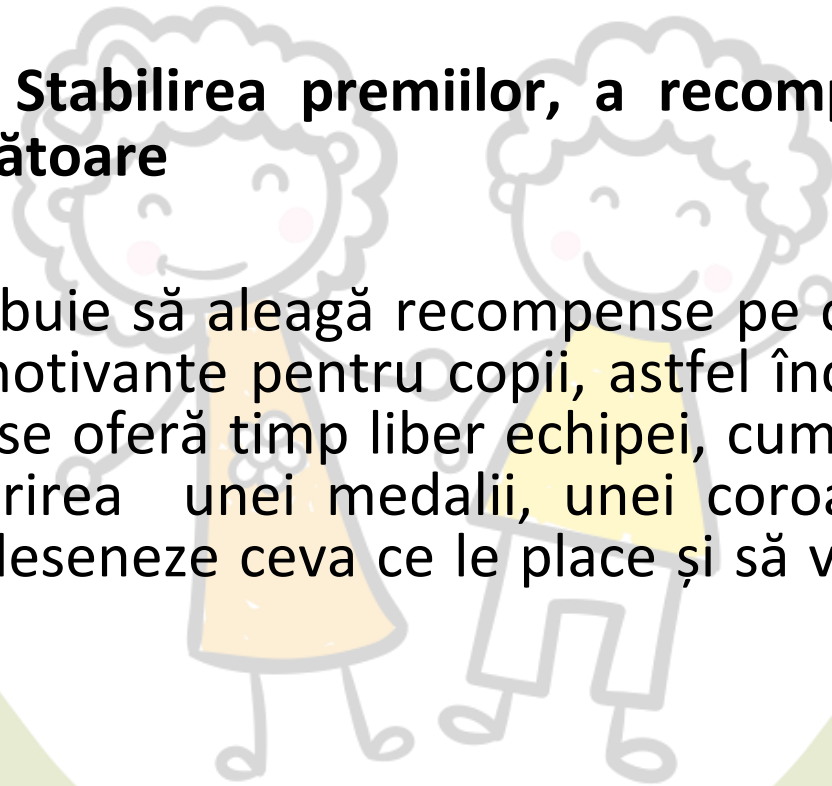 Stabilirea premiilor, a recomp
ătoare
buie să aleagă recompense pe c
notivante pentru copii, astfel înc
se oferă timp liber echipei, cum
rirea unei medalii, unei coroa
deseneze ceva ce le place și să v